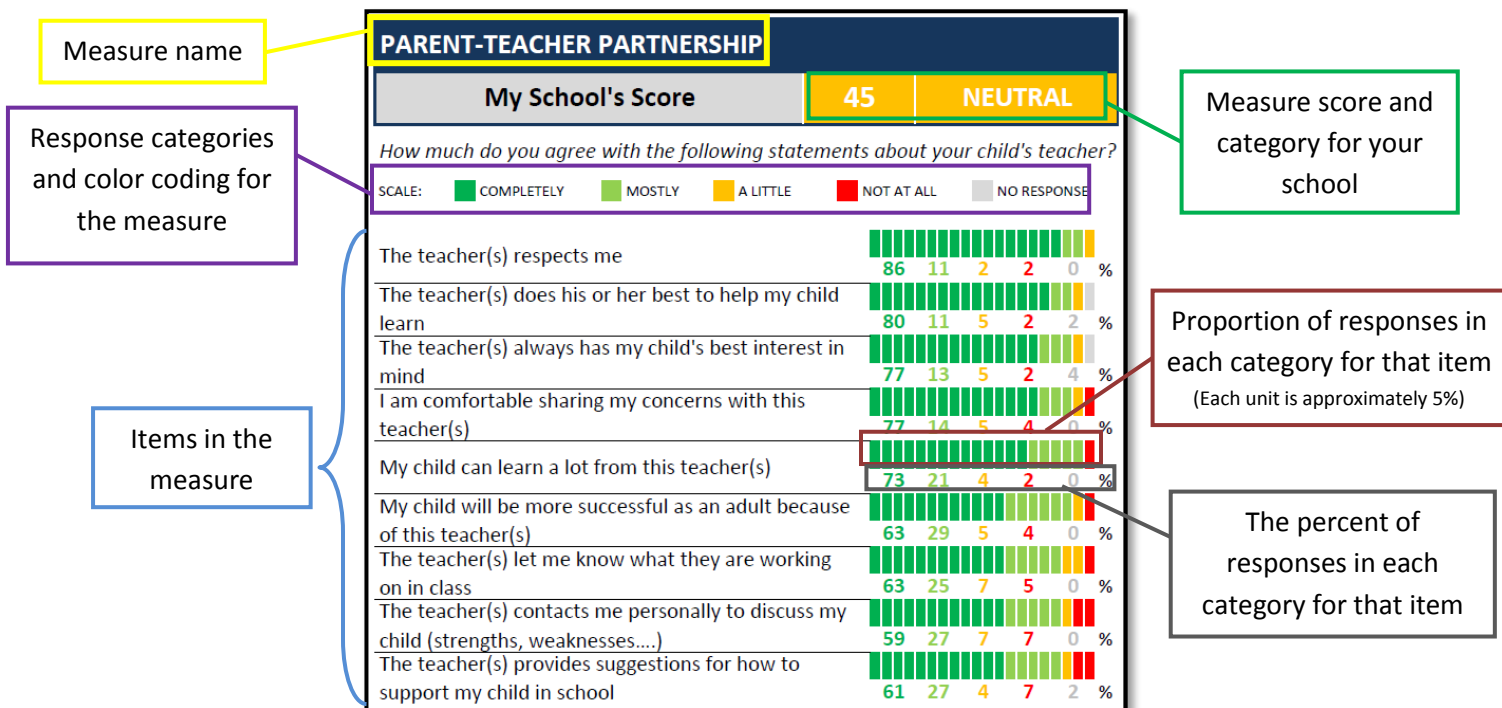 Measure name
PARENT-TEACHER PARTNERSHIP
My School's Score 45 NEUTRAL
Measure score and
category for your
school
Response categories
and color coding for
the measure
How much do you agree with the following statements about your child's teacher?
SCALE: COMPLETELY MOSTLY A LITTLE NOT AT ALL NO RESPONSE
The teacher(s) respects me
86 11 2 2 0 %
The teacher(s) does his or her best to help my child
learn
80 11 5 2 2 %
The teacher(s) always has my child's best interest in
mind
77 13 5 2 4 %
I am comfortable sharing my concerns with this
teacher(s)
77 14 5 4 0 %
My child can learn a lot from this teacher(s)
73 21 4 2 0 %
My child will be more successful as an adult because
of this teacher(s)
63 29 5 4 0 %
The teacher(s) let me know what they are working
on in class
63 25 7 5 0 %
The teacher(s) contacts me personally to discuss my
child (strengths, weaknesses....)
59 27 7 7 0 %
The teacher(s) provides suggestions for how to
support my child in school
61 27 4 7 2 %
Items in the
measure
Proportion of responses in
each category for that item
(Each unit is approximately 5%)
The percent of
responses in each
category for that item